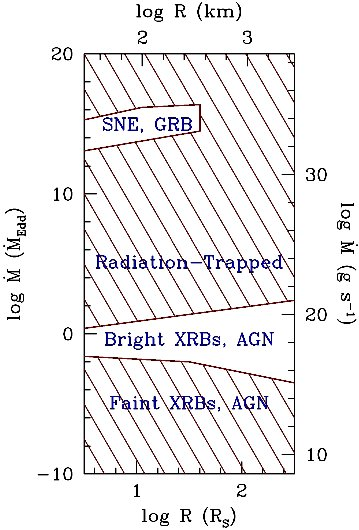 log R (km)
2 3
20
SNE, GRB
30
10
log Ṁ (Ṁ_Edd)
log Ṁ (g s⁻¹)
Radiation-Trapped
20
0
Bright XRBs, AGN
Faint XRBs, AGN
10
-10
1 2
log R (R_S)